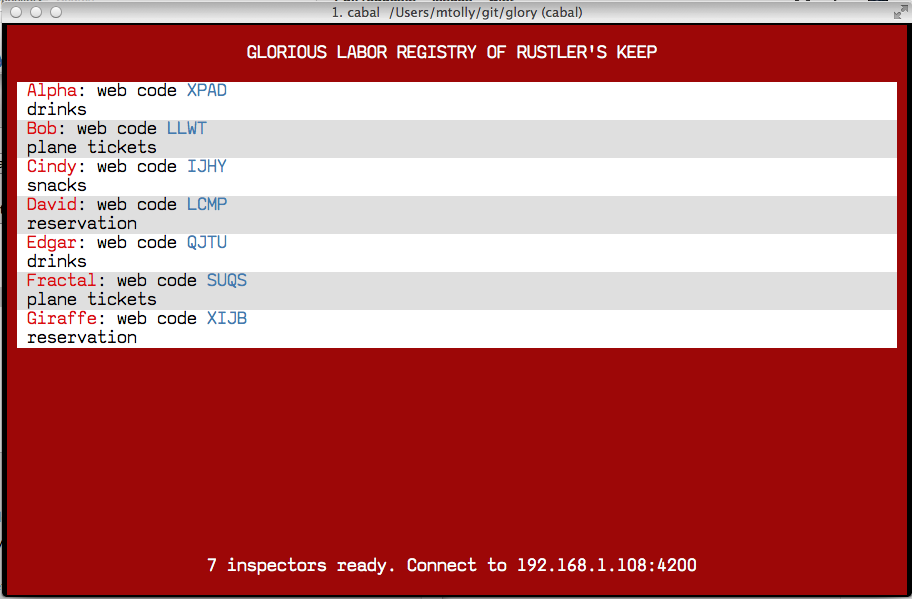 1. cabal /Users/mtolly/git/glory (cabal)
GLORIOUS LABOR REGISTRY OF RUSTLER'S KEEP
Alpha: web code XPAD
drinks
Bob: web code LLWT
plane tickets
Cindy: web code IJHY
snacks
David: web code LCMP
reservation
Edgar: web code QJTU
drinks
Fractal: web code SUQS
plane tickets
Giraffe: web code XIJB
reservation
7 inspectors ready. Connect to 192.168.1.108:4200